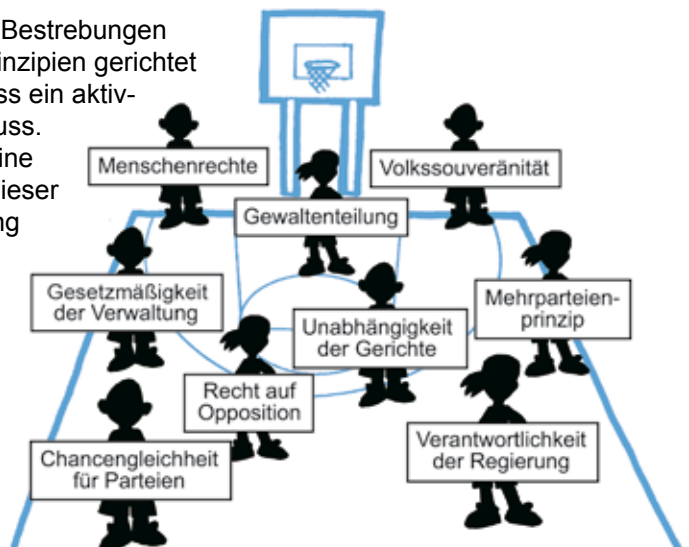 Bestrebungen
inzipien gerichtet
ss ein aktiv-
uss.
ine
ieser
ng
Menschenrechte
Volkssouveränität
Gewaltenteilung
Gesetzmäßigkeit
der Verwaltung
Unabhängigkeit
der Gerichte
Mehrparteien-
prinzip
Recht auf
Opposition
Chancengleichheit
für Parteien
Verantwortlichkeit
der Regierung